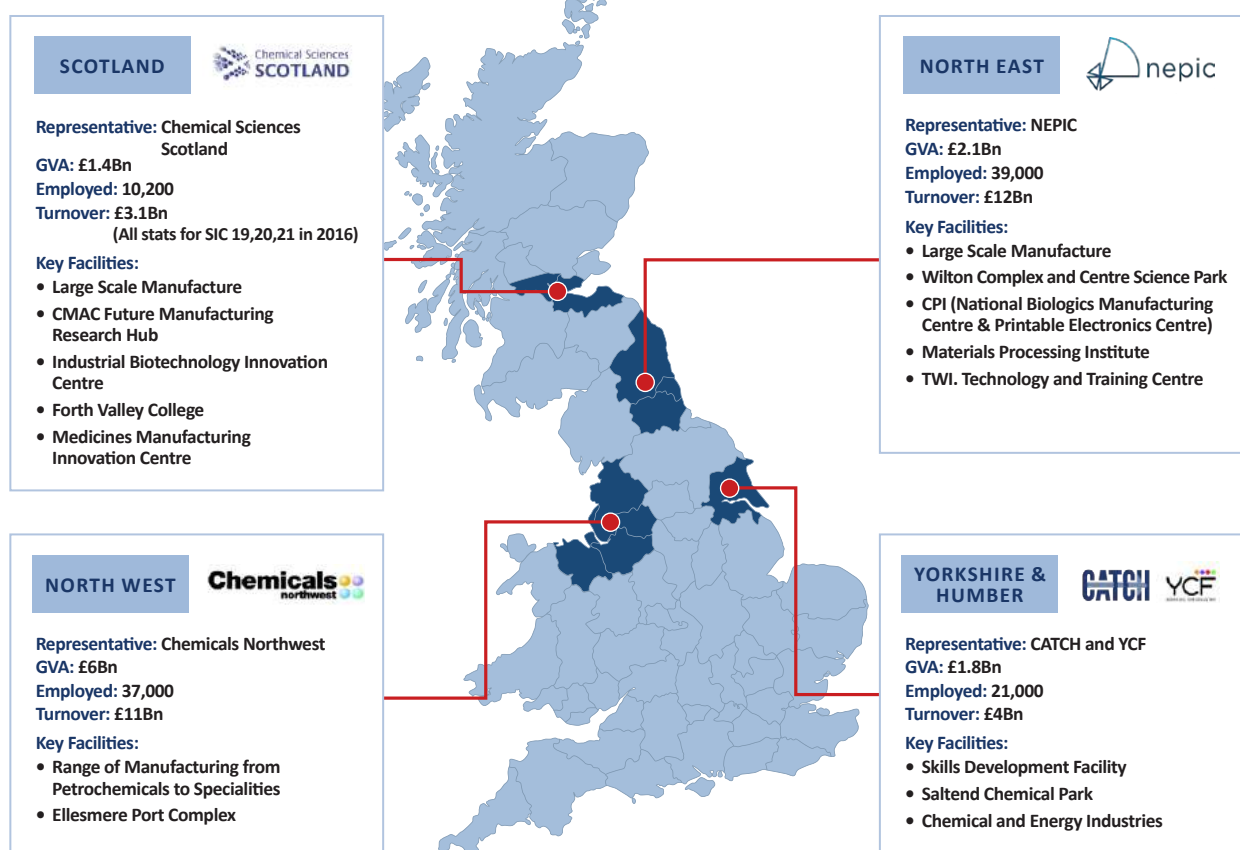 SCOTLAND
Chemical Sciences
SCOTLAND
Representative: Chemical Sciences
Scotland
GVA: £1.4Bn
Employed: 10,200
Turnover: £3.1Bn
(All stats for SIC 19,20,21 in 2016)
Key Facilities:
• Large Scale Manufacture
• CMAC Future Manufacturing
Research Hub
• Industrial Biotechnology Innovation
Centre
• Forth Valley College
• Medicines Manufacturing
Innovation Centre
NORTH EAST
nepic
Representative: NEPIC
GVA: £2.1Bn
Employed: 39,000
Turnover: £12Bn
Key Facilities:
• Large Scale Manufacture
• Wilton Complex and Centre Science Park
• CPI (National Biologics Manufacturing
Centre & Printable Electronics Centre)
• Materials Processing Institute
• TWI. Technology and Training Centre
NORTH WEST
Chemicals
northwest
Representative: Chemicals Northwest
GVA: £6Bn
Employed: 37,000
Turnover: £11Bn
Key Facilities:
• Range of Manufacturing from
Petrochemicals to Specialities
• Ellesmere Port Complex
YORKSHIRE &
HUMBER
CATCH
YCF
Representative: CATCH and YCF
GVA: £1.8Bn
Employed: 21,000
Turnover: £4Bn
Key Facilities:
• Skills Development Facility
• Saltend Chemical Park
• Chemical and Energy Industries